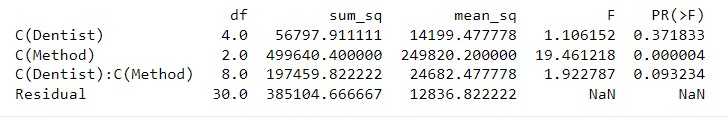 df sum_sq mean_sq F PR(>F)
C(Dentist) 4.0 56797.911111 14199.477778 1.106152 0.371833
C(Method) 2.0 499640.400000 249820.200000 19.461218 0.000004
C(Dentist):C(Method) 8.0 197459.822222 24682.477778 1.922787 0.093234
Residual 30.0 385104.666667 12836.822222 NaN NaN